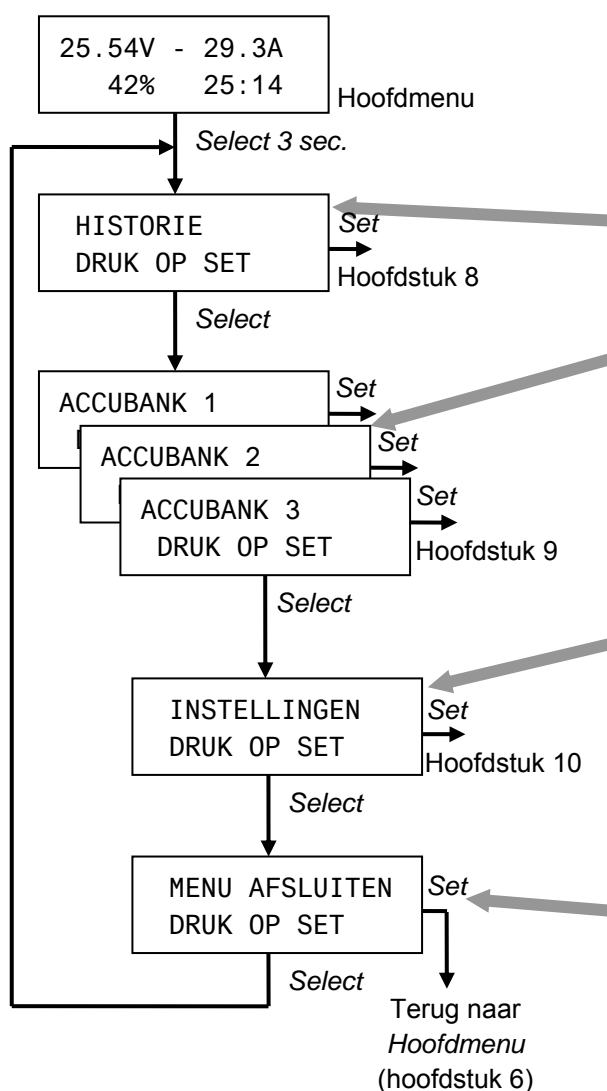 25.54V - 29.3A
42% 25:14
Hoofdmenu
Select 3 sec.
HISTORIE
DRUK OP SET
Set
Hoofdstuk 8
Select
ACCUBANK 1
Set
ACCUBANK 2
Set
ACCUBANK 3
DRUK OP SET
Set
Hoofdstuk 9
Select
INSTELLINGEN
DRUK OP SET
Set
Hoofdstuk 10
Select
MENU AFSLUITEN
DRUK OP SET
Set
Select
Terug naar
Hoofdmenu
(hoofdstuk 6)